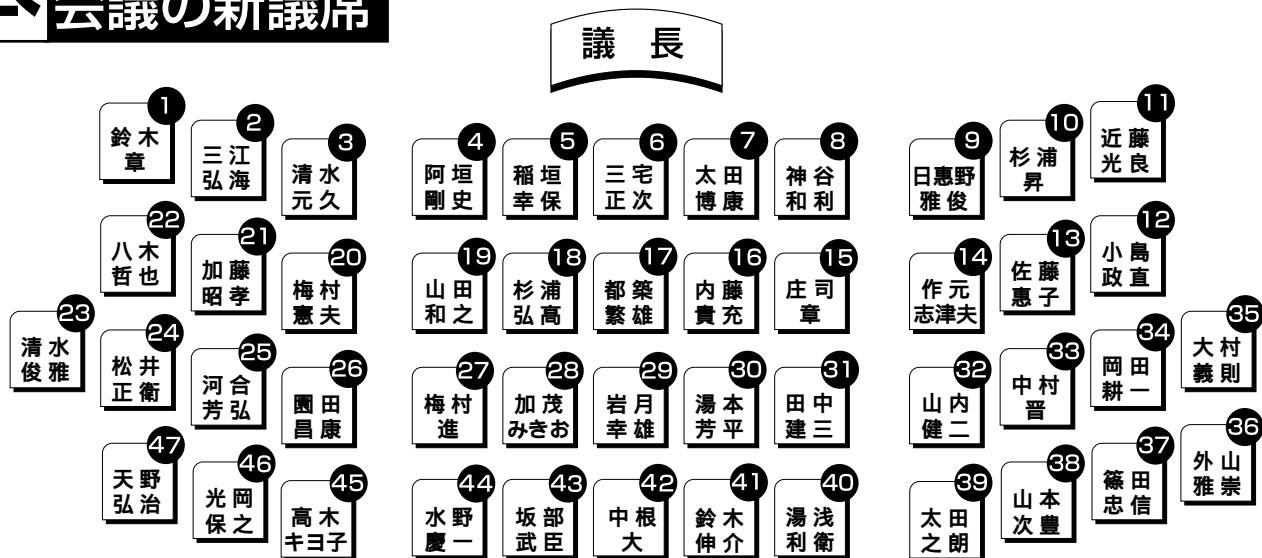 会議の新議席
議 長
1
鈴木
章
2
三江
弘海
3
清水
元久
4
阿垣
剛史
5
稲垣
幸保
6
三宅
正次
7
太田
博康
8
神谷
和利
9
日惠野
雅俊
10
杉浦
昇
11
近藤
光良
22
八木
哲也
21
加藤
昭孝
20
梅村
憲夫
19
山田
和之
18
杉浦
弘髙
17
都築
繁雄
16
内藤
貴充
15
庄司
章
14
作元
志津夫
13
佐藤
惠子
12
小島
政直
23
清水
俊雅
24
松井
正衛
25
河合
芳弘
26
園田
昌康
27
梅村
進
28
加茂
みきお
29
岩月
幸雄
30
湯本
芳平
31
田中
建三
32
山内
健二
33
中村
晋
34
岡田
耕一
35
大村
義則
47
天野
弘治
46
光岡
保之
45
高木
キヨ子
44
水野
慶一
43
坂部
武臣
42
中根
大
41
鈴木
伸介
40
湯浅
利衛
39
太田
之朗
38
山本
次豊
37
篠田
忠信
36
外山
雅崇